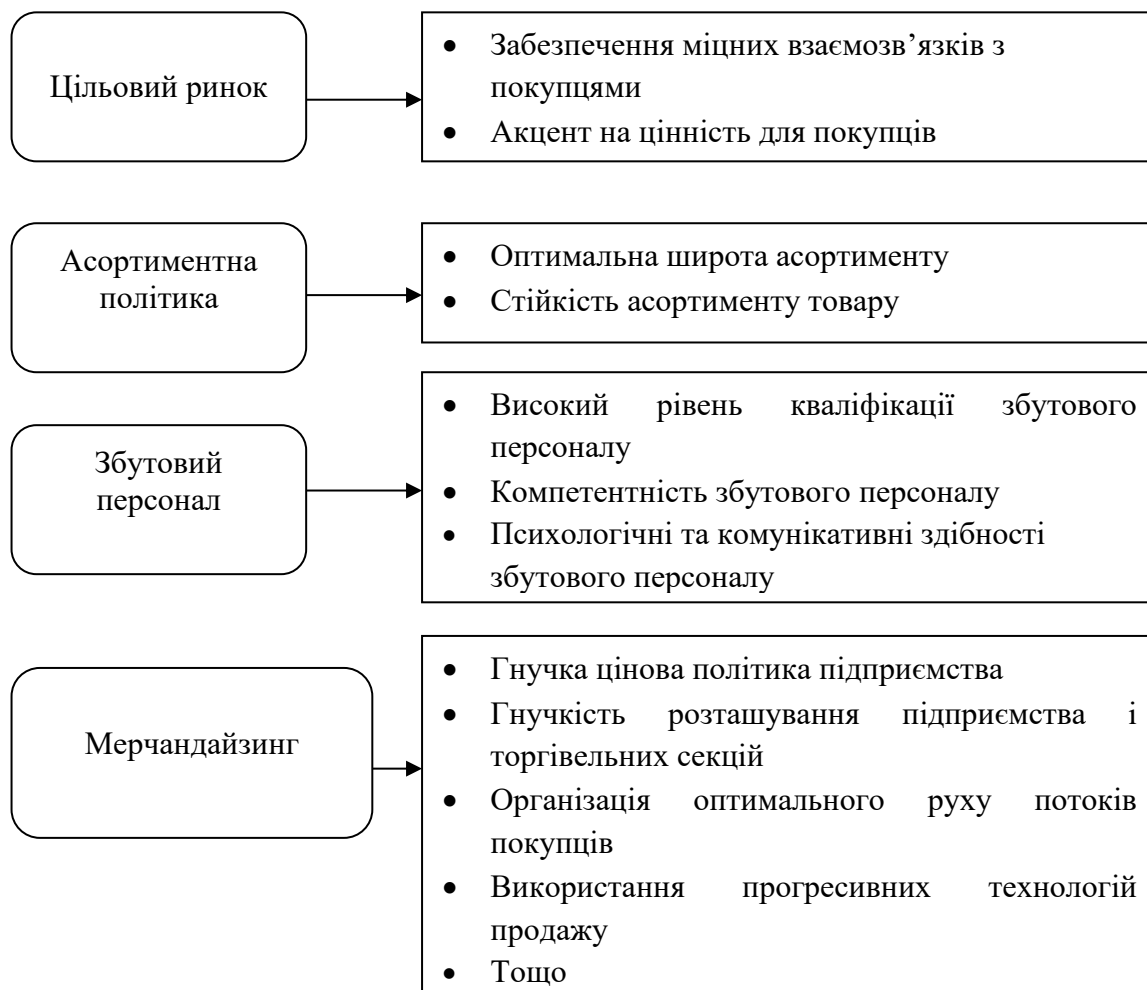 Цільовий ринок
• Забезпечення міцних взаємозв’язків з
покупцями
• Акцент на цінність для покупців
Асортиментна
політика
• Оптимальна широта асортименту
• Стійкість асортименту товару
Збутовий
персонал
• Високий рівень кваліфікації збутового
персоналу
• Компетентність збутового персоналу
• Психологічні та комунікативні здібності
збутового персоналу
Мерчандайзинг
• Гнучка цінова політика підприємства
• Гнучкість розташування підприємства і
торгівельних секцій
• Організація оптимального руху потоків
покупців
• Використання прогресивних технологій
продажу
• Тощо